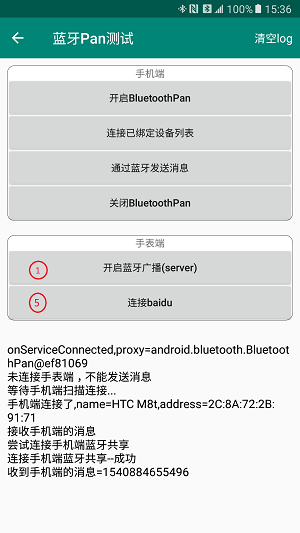 100% 15:36
蓝牙Pan测试 清空log
手机端
开启BluetoothPan
连接已绑定设备列表
通过蓝牙发送消息
关闭BluetoothPan
手表端
1 开启蓝牙广播(server)
5 连接baidu
onServiceConnected,proxy=android.bluetooth.Bluetoot
hPan@ef81069
未连接手表端，不能发送消息
等待手机端扫描连接...
手机端连接了,name=HTC M8t,address=2C:8A:72:2B:
91:71
接收手机端的消息
尝试连接手机端蓝牙共享
连接手机端蓝牙共享--成功
收到手机端的消息=1540884655496